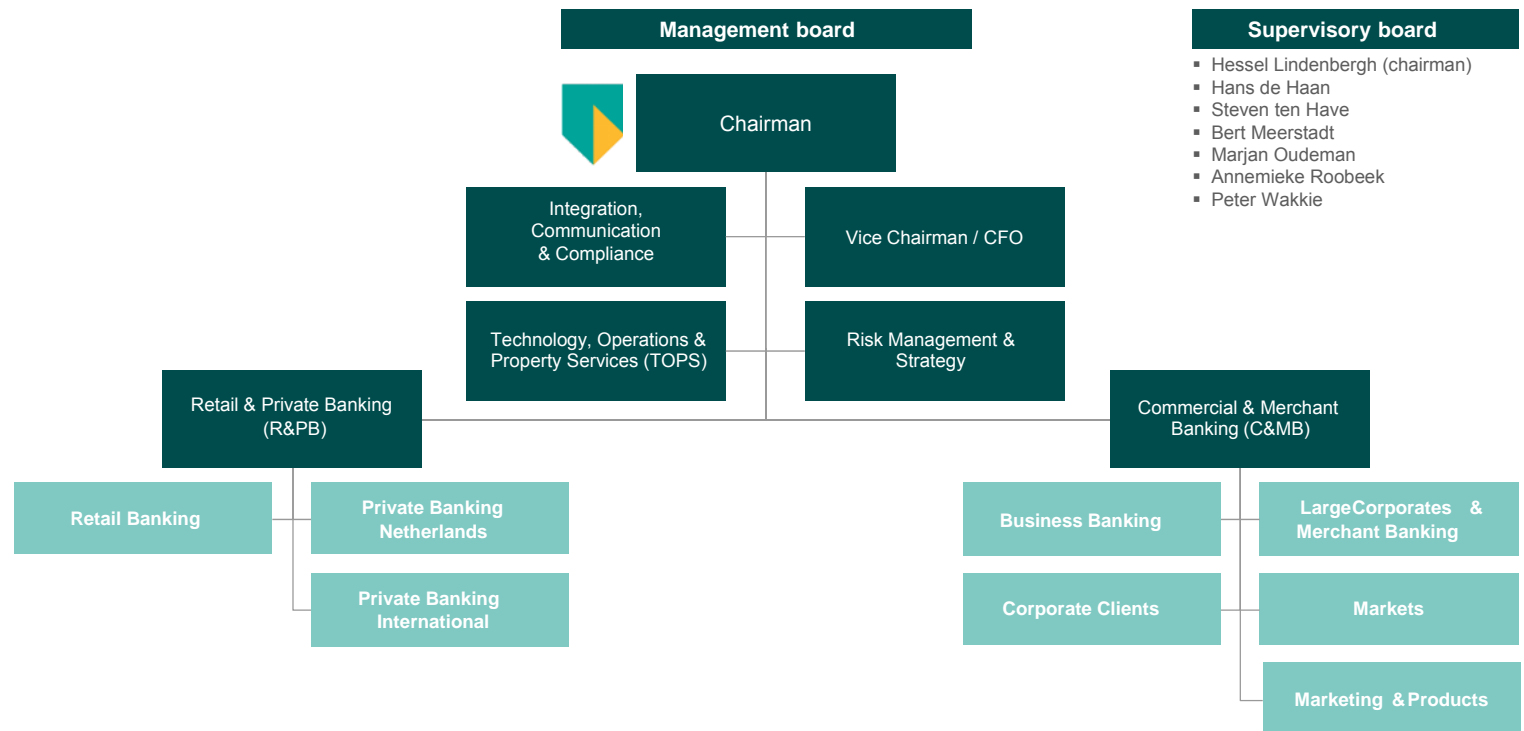 Management board
Supervisory board
▪ Hessel Lindenbergh (chairman)
▪ Hans de Haan
▪ Steven ten Have
▪ Bert Meerstadt
▪ Marjan Oudeman
▪ Annemieke Roobeek
▪ Peter Wakkie
Chairman
Integration,
Communication
& Compliance
Vice Chairman / CFO
Technology, Operations &
Property Services (TOPS)
Risk Management &
Strategy
Retail & Private Banking
(R&PB)
Commercial & Merchant
Banking (C&MB)
Retail Banking
Private Banking
Netherlands
Private Banking
International
Business Banking
LargeCorporates &
Merchant Banking
Corporate Clients
Markets
Marketing &Products